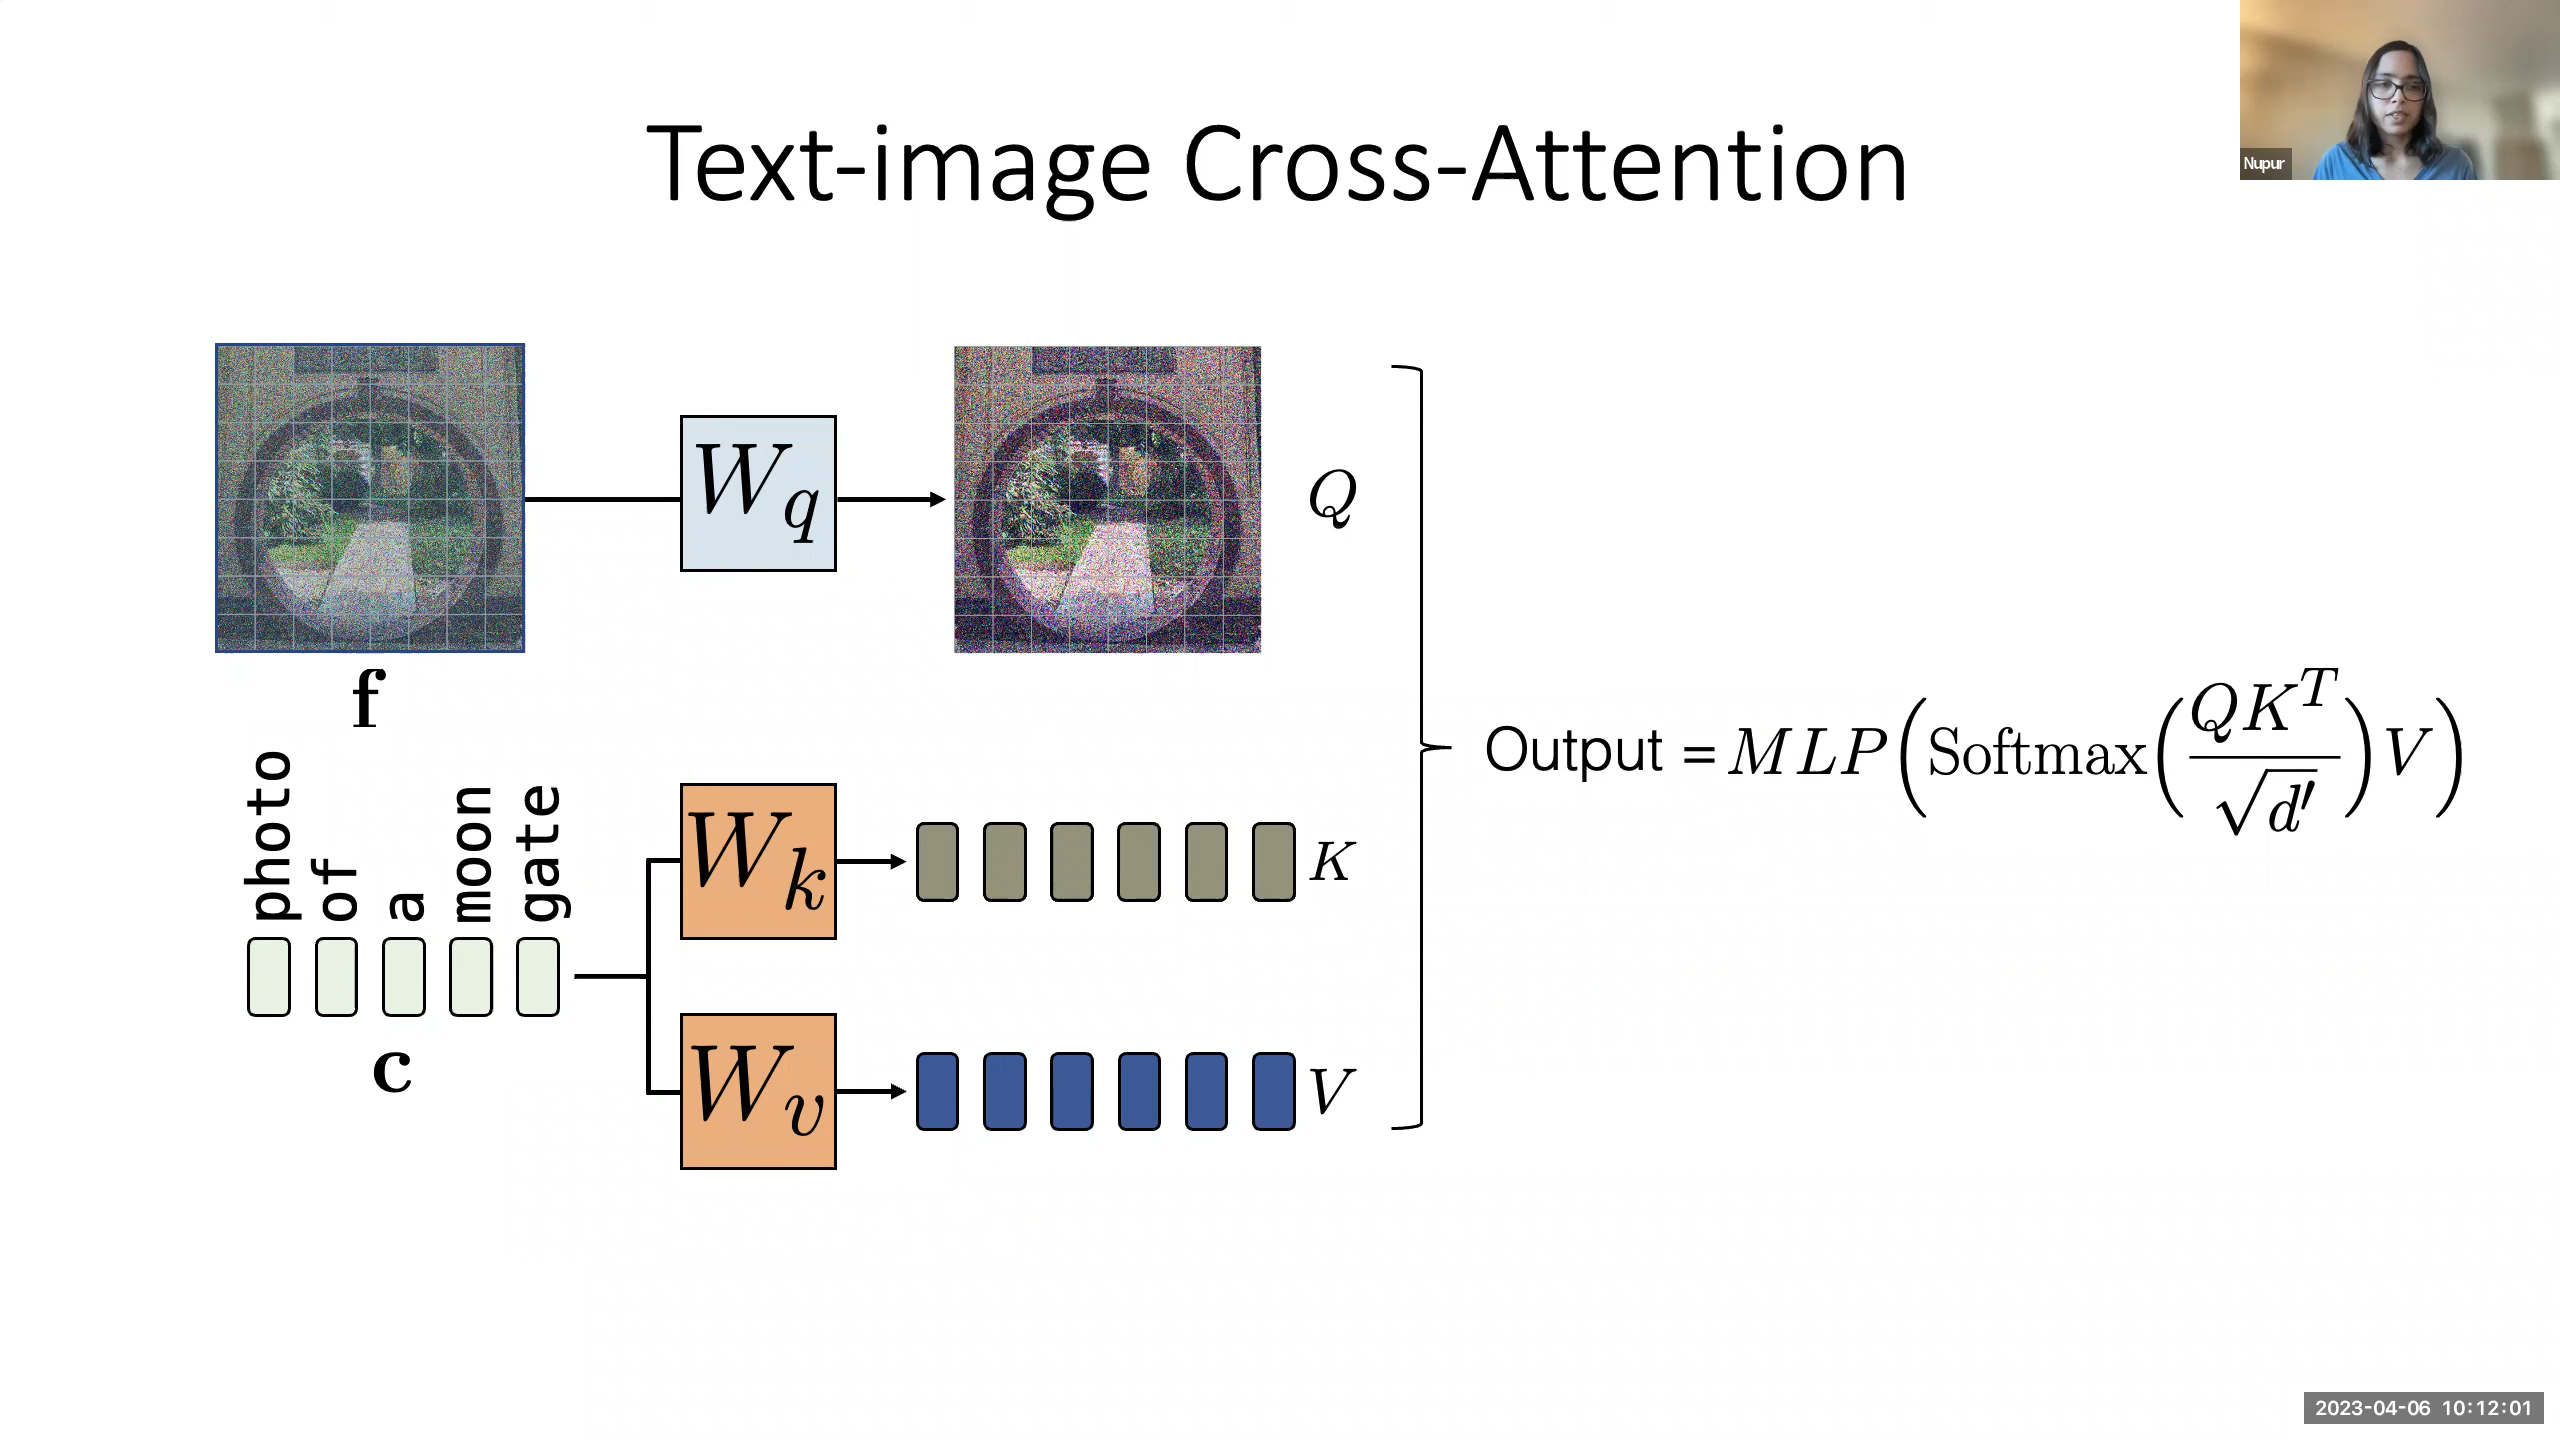 Text-image Cross-Attention
Nupur
W_q
Q
f
photo of a moon gate
c
W_k
K
W_v
V
Output = MLP(Softmax(QK^T/√d′)V)
2023-04-06 10:12:01